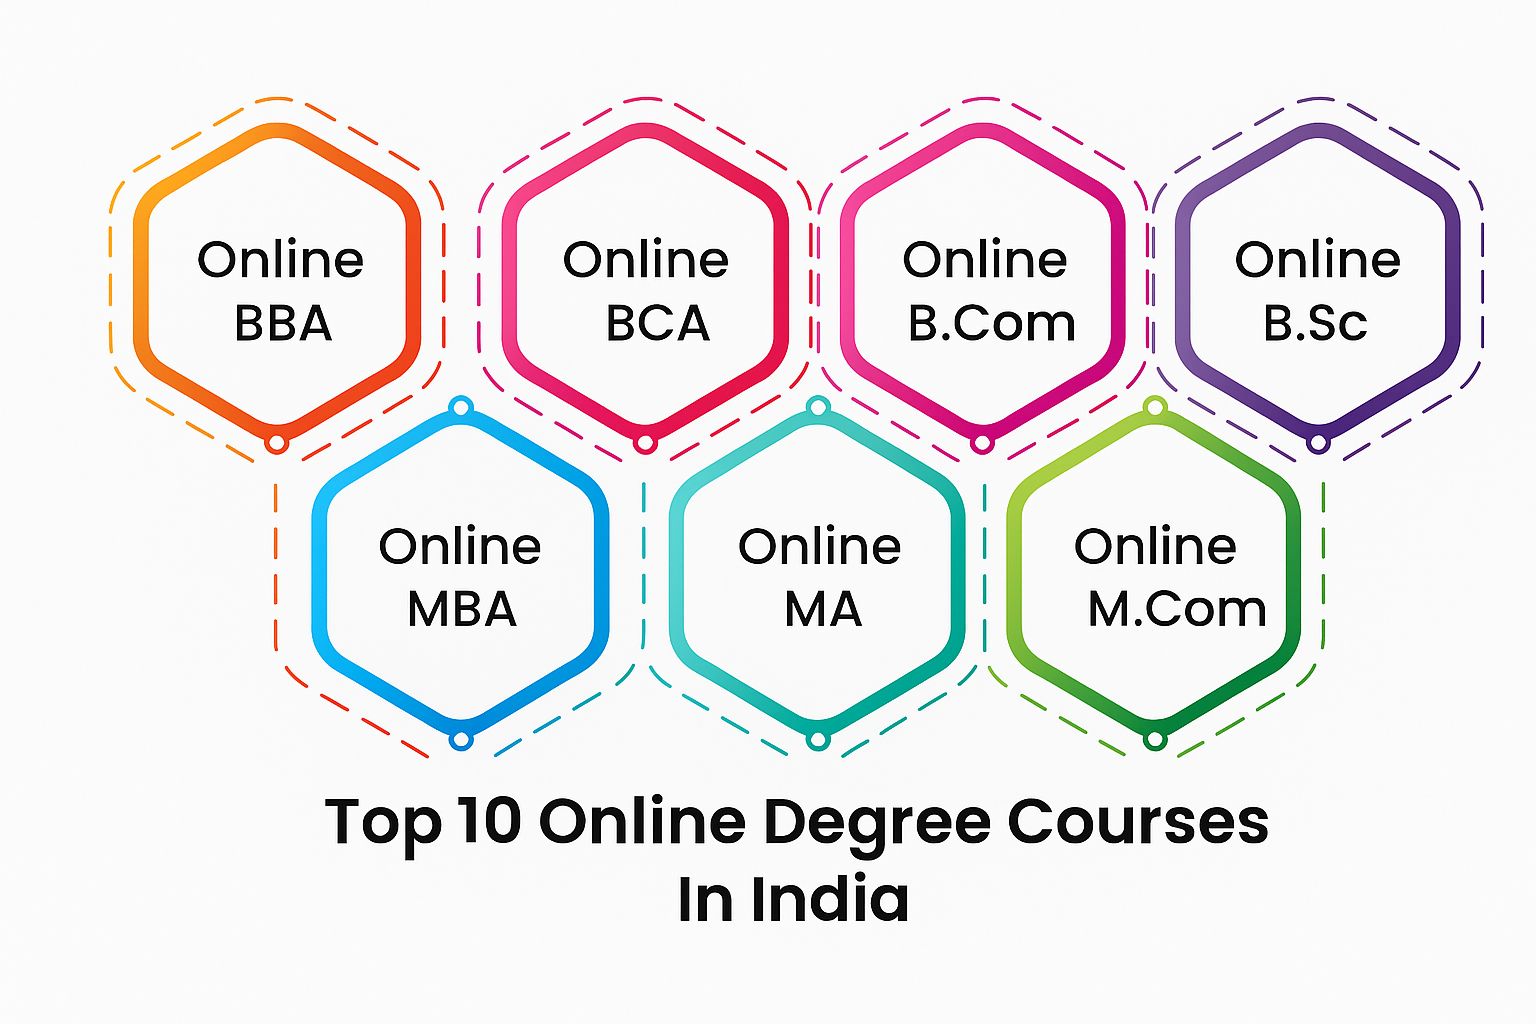 Online
BBA
Online
BCA
Online
B.Com
Online
B.Sc
Online
MBA
Online
MA
Online
M.Com
Top 10 Online Degree Courses
In India